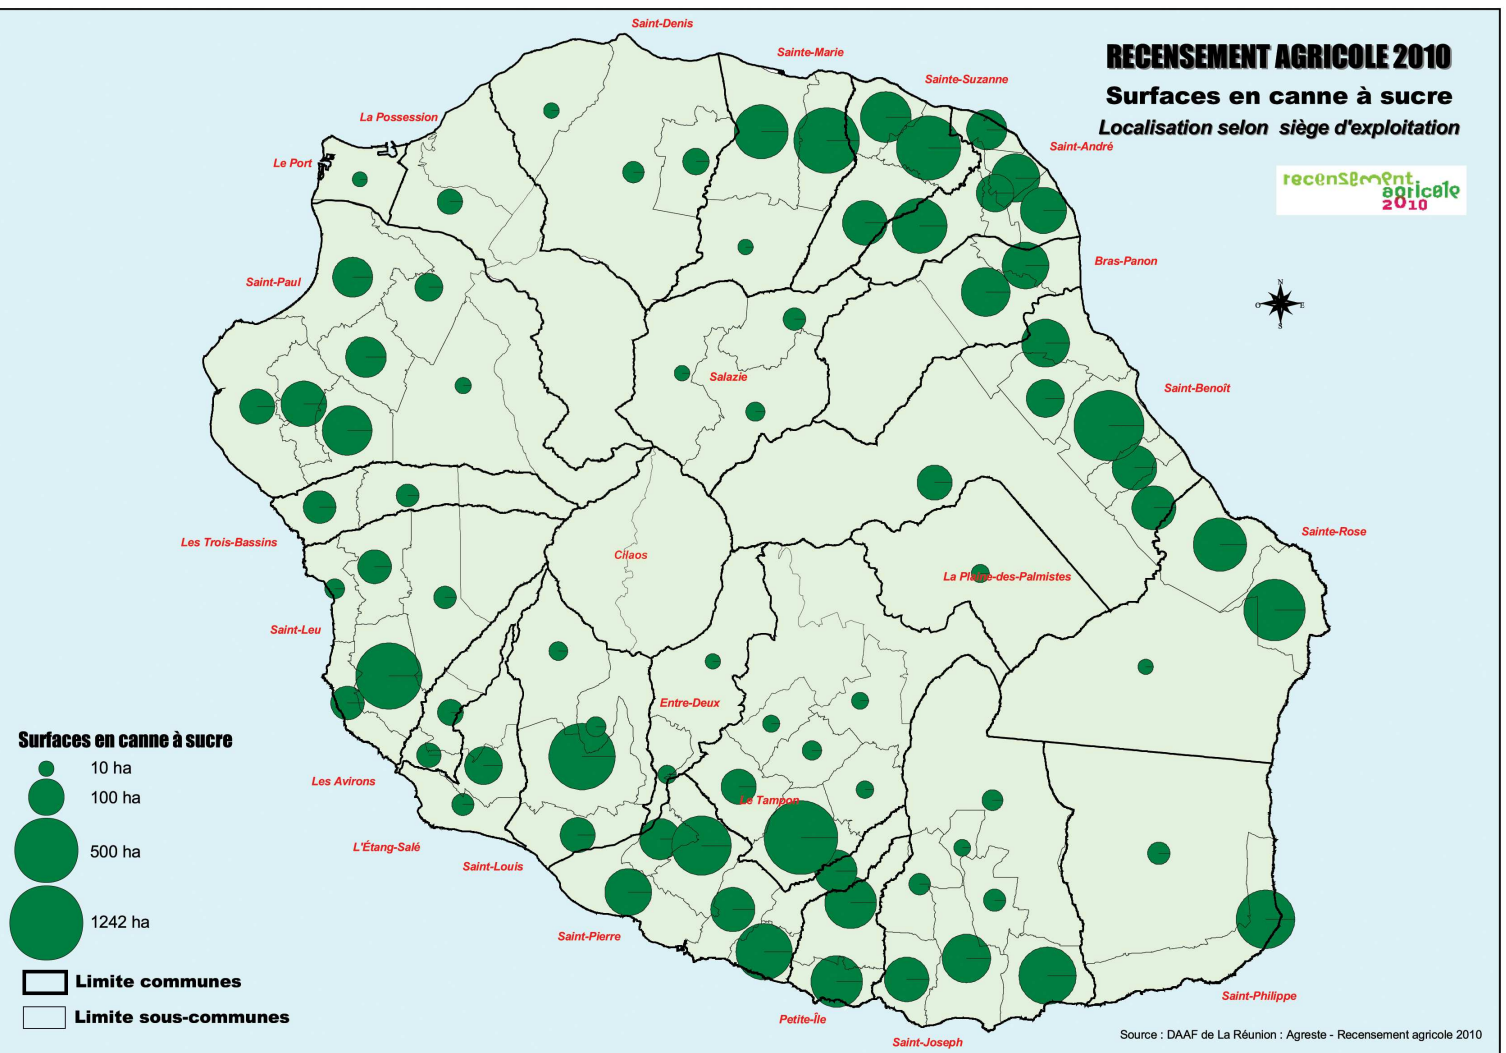 RECENSEMENT AGRICOLE 2010
Surfaces en canne à sucre
Localisation selon siège d'exploitation
recensement
agricole
2010
Saint-Denis
Sainte-Marie
Sainte-Suzanne
La Possession
Le Port
Saint-André
Saint-Paul
Bras-Panon
N
O
E
S
Salazie
Saint-Benoît
Les Trois-Bassins
Cilaos
Sainte-Rose
La Plaine-des-Palmistes
Saint-Leu
Entre-Deux
Les Avirons
Le Tampon
L'Étang-Salé
Saint-Louis
Saint-Pierre
Petite-Île
Saint-Joseph
Saint-Philippe
Surfaces en canne à sucre
10 ha
100 ha
500 ha
1242 ha
Limite communes
Limite sous-communes
Source : DAAF de La Réunion : Agreste - Recensement agricole 2010